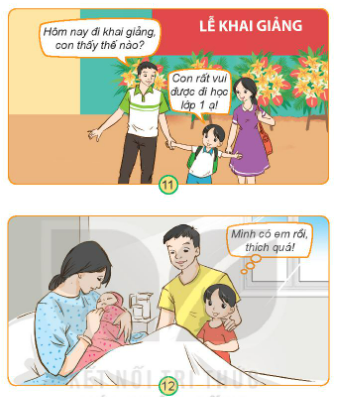 LỄ KHAI GIẢNG
Hôm nay đi khai giảng,
con thấy thế nào?
Con rất vui
được đi học
lớp 1 ạ!
11
Mình có em rồi,
thích quá!
KẾT NỐI TRI THỨC
12